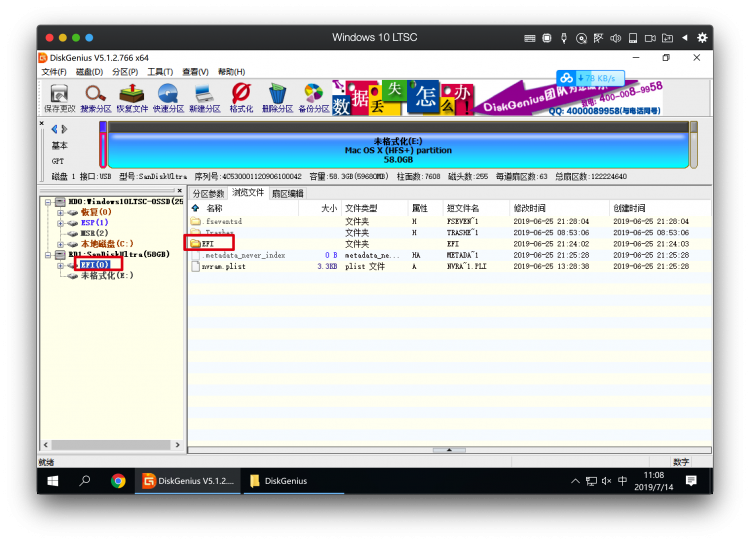 Windows 10 LTSC
DiskGenius V5.1.2.766 x64
文件(F) 磁盘(D) 分区(P) 工具(T) 查看(V) 帮助(H)
78 KB/s
保存更改 搜索分区 恢复文件 快速分区 新建分区 格式化 删除分区 备份分区
数据丢失怎么办!
DiskGenius团队为您服务
致电: 400-008-9958
QQ: 4000089958(与电话同号)
基本
GPT
未格式化(E:)
Mac OS X (HFS+) partition
58.0GB
磁盘 1 接口:USB 型号:SanDiskUltra 序列号:4C530001120906100042 容量:58.3GB(59680MB) 柱面数:7608 磁头数:255 每道扇区数:63 总扇区数:122224640
HD0:Windows10LTSC-0SSD(25
恢复(0)
ESP(1)
MSR(2)
本地磁盘(C:)
RD1:SanDiskUltra(58GB)
EFI(0)
未格式化(E:)
分区参数 浏览文件 扇区编辑
名称 大小 文件类型 属性 短文件名 修改时间 创建时间
.fseventsd 文件夹 H FSEVEN~1 2019-06-25 21:28:04 2019-06-25 21:28:04
.Trashes 文件夹 H TRASHE~1 2019-06-25 08:53:06 2019-06-25 08:53:06
EFI 文件夹 EFI 2019-06-25 21:24:02 2019-06-25 21:24:03
.metadata_never_index 0 B metadata_ne... HA METADA~1 2019-06-25 21:25:28 2019-06-25 21:25:28
nvram.plist 3.3KB plist 文件 A NVRA~1.PLI 2019-06-25 13:28:38 2019-06-25 21:25:28
就绪 数字
DiskGenius V5.1.2.... DiskGenius
中
11:08
2019/7/14